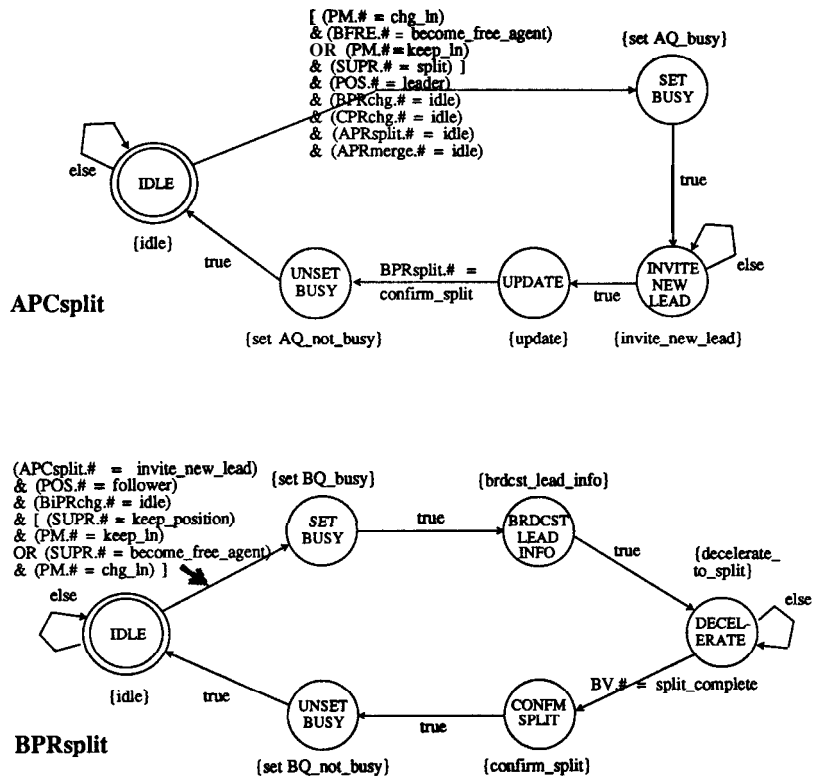 [ (PM.# = chg_ln)
& (BFRE.# = become_free_agent)
OR (PM.#=keep_ln)
& (SUPR.# = split) ]
& (POS.# = leader)
& (BPRchg.# = idle)
& (CPRchg.# = idle)
& (APRsplit.# = idle)
& (APRmerge.# = idle)
{set AQ_busy}
SET
BUSY
else
IDLE
{idle}
true
true
UNSET
BUSY
{set AQ_not_busy}
BPRsplit.# =
confirm_split
UPDATE
{update}
true
INVITE
NEW
LEAD
else
{invite_new_lead}
APCsplit
(APCsplit.# = invite_new_lead)
& (POS.# = follower)
& (BiPRchg.# = idle)
& [ (SUPR.# = keep_position)
& (PM.# = keep_ln)
OR (SUPR.# = become_free_agent)
& (PM.# = chg_ln) ]
{set BQ_busy}
SET
BUSY
true
{brdcst_lead_info}
BRDCST
LEAD
INFO
true
{decelerate_
to_split}
else
DECEL-
ERATE
else
IDLE
{idle}
true
UNSET
BUSY
{set BQ_not_busy}
true
CONFM
SPLIT
{confirm_split}
BV.# = split_complete
BPRsplit